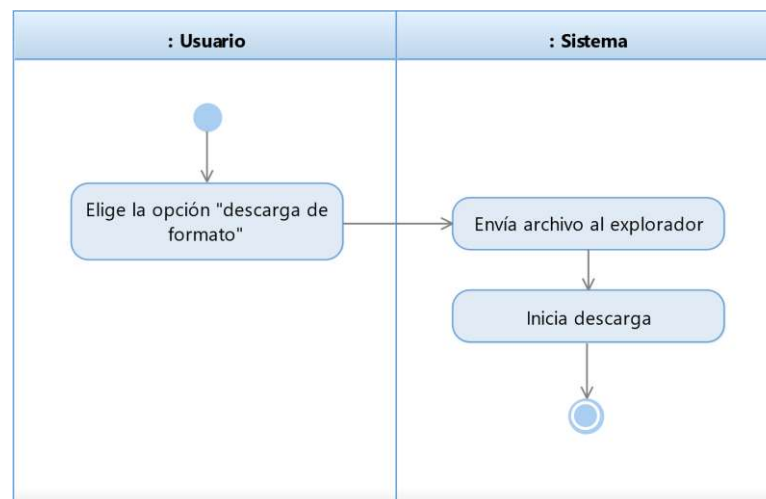 : Usuario
: Sistema
Elige la opción "descarga de
formato"
Envía archivo al explorador
Inicia descarga